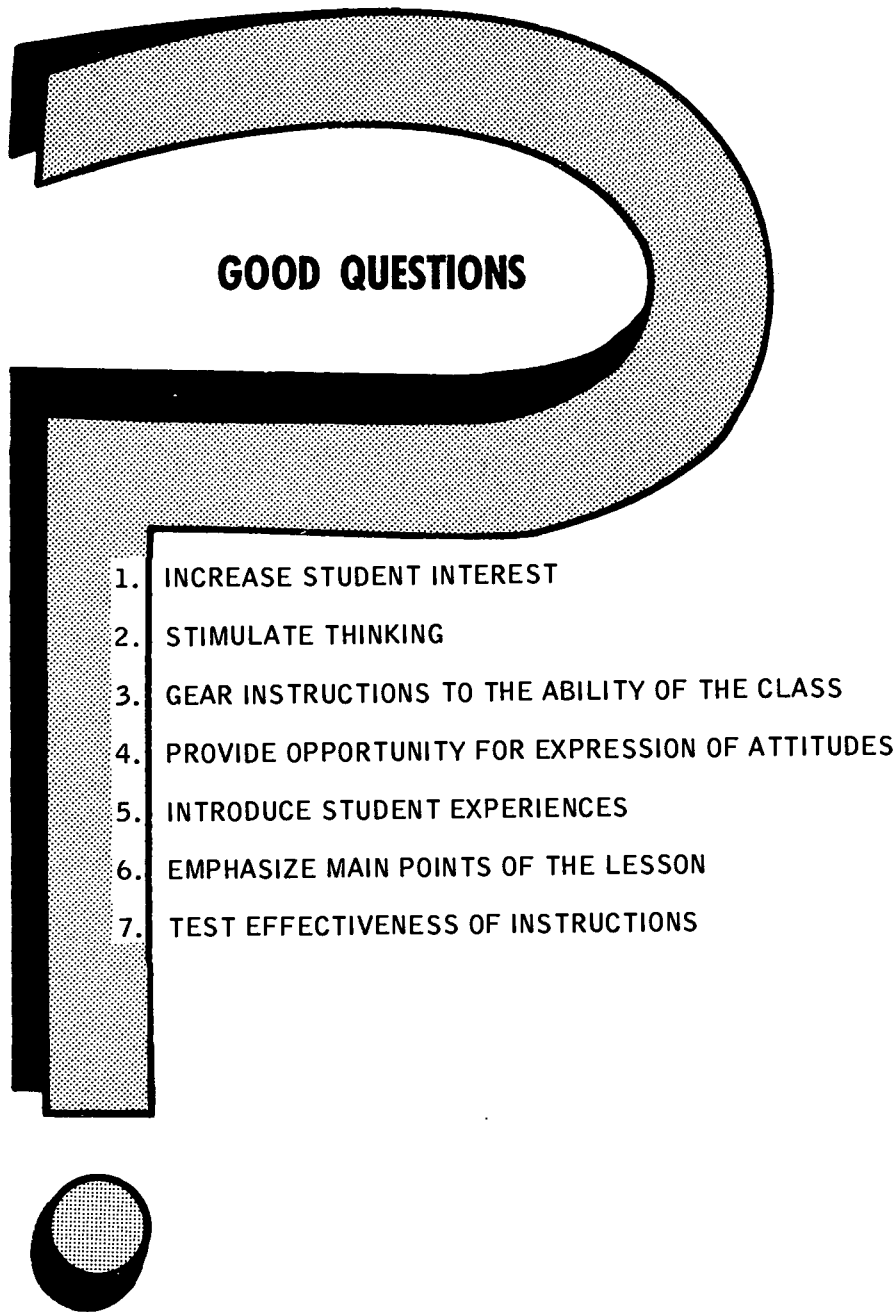 GOOD QUESTIONS
1. INCREASE STUDENT INTEREST
2. STIMULATE THINKING
3. GEAR INSTRUCTIONS TO THE ABILITY OF THE CLASS
4. PROVIDE OPPORTUNITY FOR EXPRESSION OF ATTITUDES
5. INTRODUCE STUDENT EXPERIENCES
6. EMPHASIZE MAIN POINTS OF THE LESSON
7. TEST EFFECTIVENESS OF INSTRUCTIONS